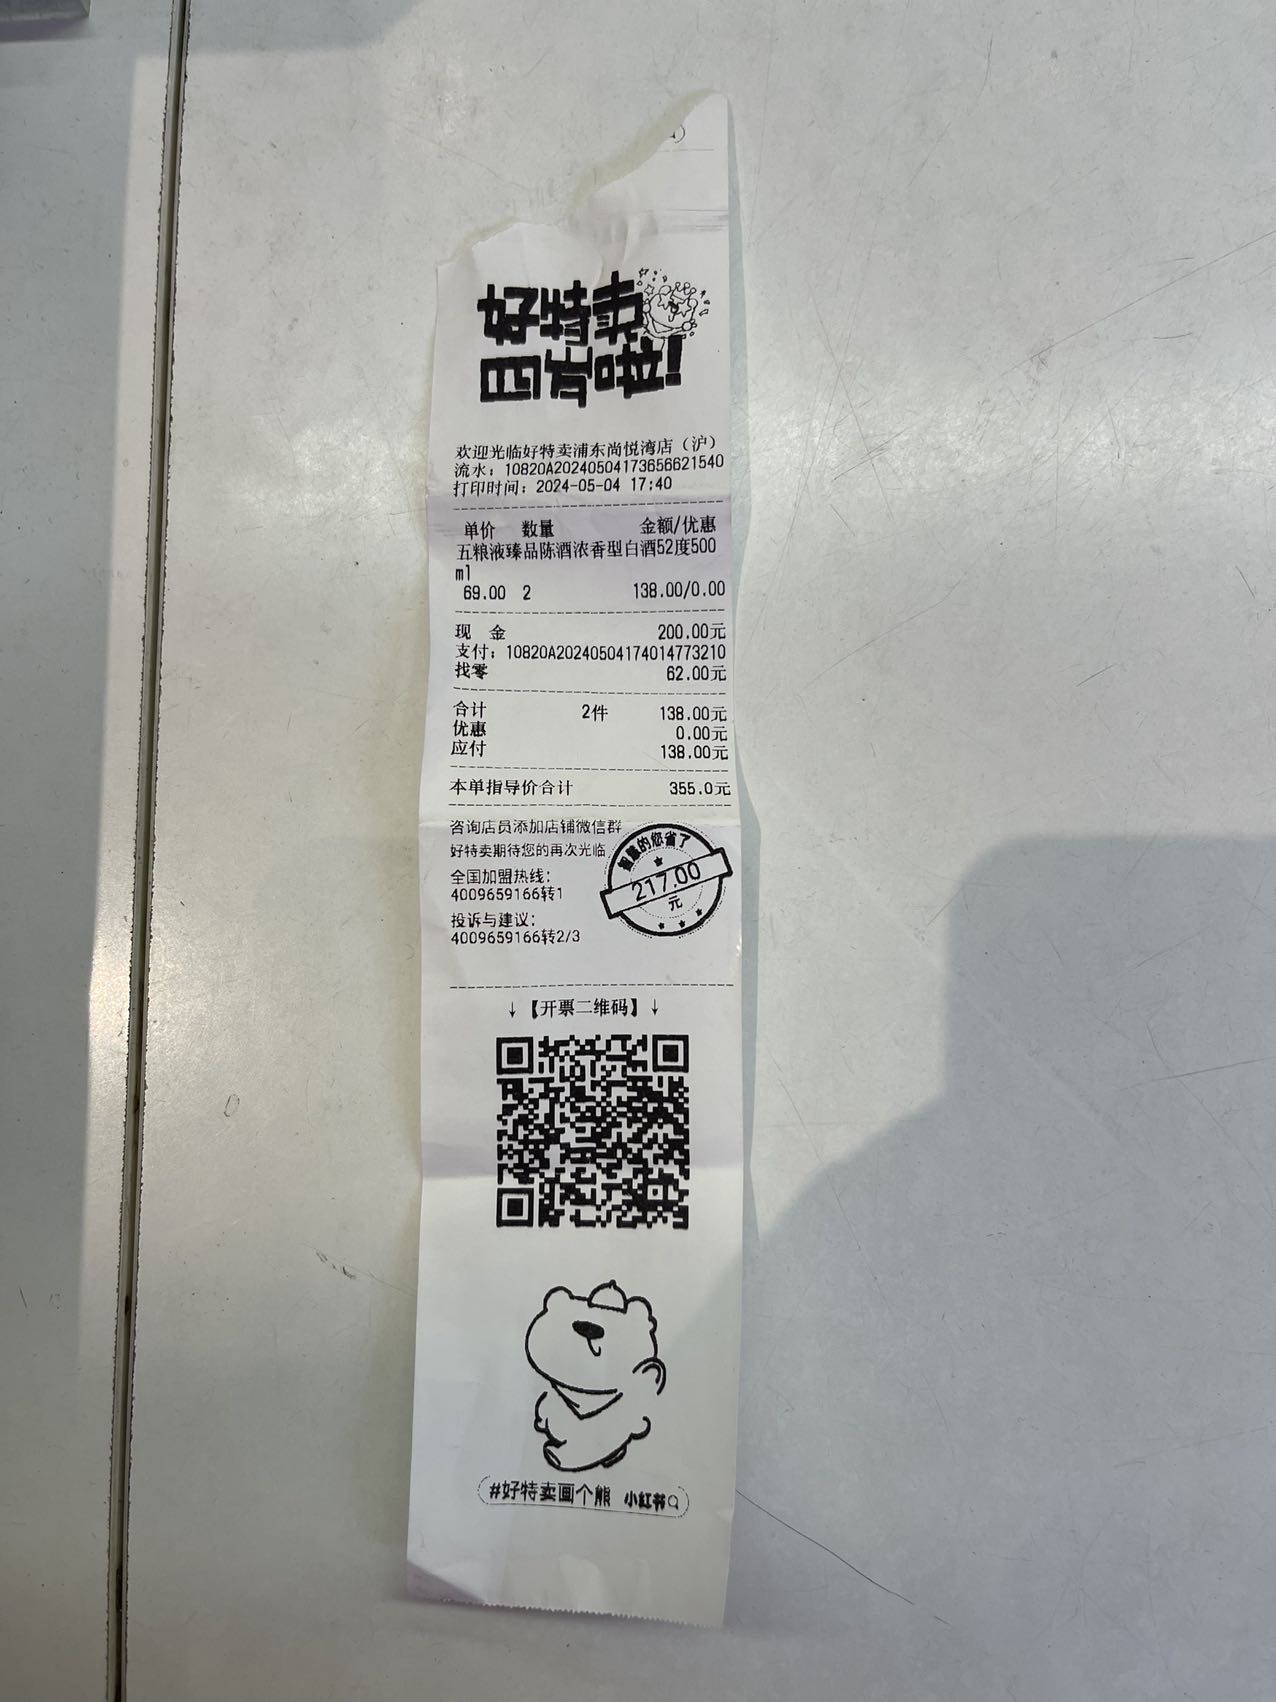 欢迎光临好特卖浦东尚悦湾店（沪）
流水：10820A20240504173656621540
打印时间：2024-05-04 17:40
单价 数量 金额/优惠
五粮液臻品陈酒浓香型白酒52度500
ml
69.00 2 138.00/0.00
现 金 200.00元
支付：10820A20240504174014773210
找零 62.00元
合计 2件 138.00元
优惠 0.00元
应付 138.00元
本单指导价合计 355.0元
咨询店员添加店铺微信群
好特卖期待您的再次光临
智慧的您省了
217.00
元
全国加盟热线：
4009659166转1
投诉与建议：
4009659166转2/3
↓【开票二维码】↓
#好特卖画个熊 小红书